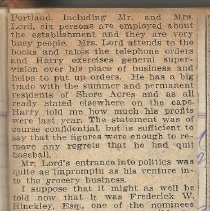 Portland. Including Mr. and Mrs.
Lord, six persons are employed about
the establishment and they are very
busy people. Mrs. Lord attends to the
books and takes the telephone orders
and Harry exercises general super-
vision over his place of business and
helps to put up orders. He has a big
trade with the summer and permanent
residents of Shore Acres and as al-
ready stated elsewhere on the cape.
Harry told me how much his profit
were last year. The statement was of
course confidential, but is sufficient to
say that the figures were enough to re-
move any regrets that he had quit
baseball.
Mr. Lord's entrance into politics was
quite as impromptu as his venture in-
to the grocery business.
I suppose that it might as well be
told now that it was Frederick W.
Hinckley, Esq., one of the nominees